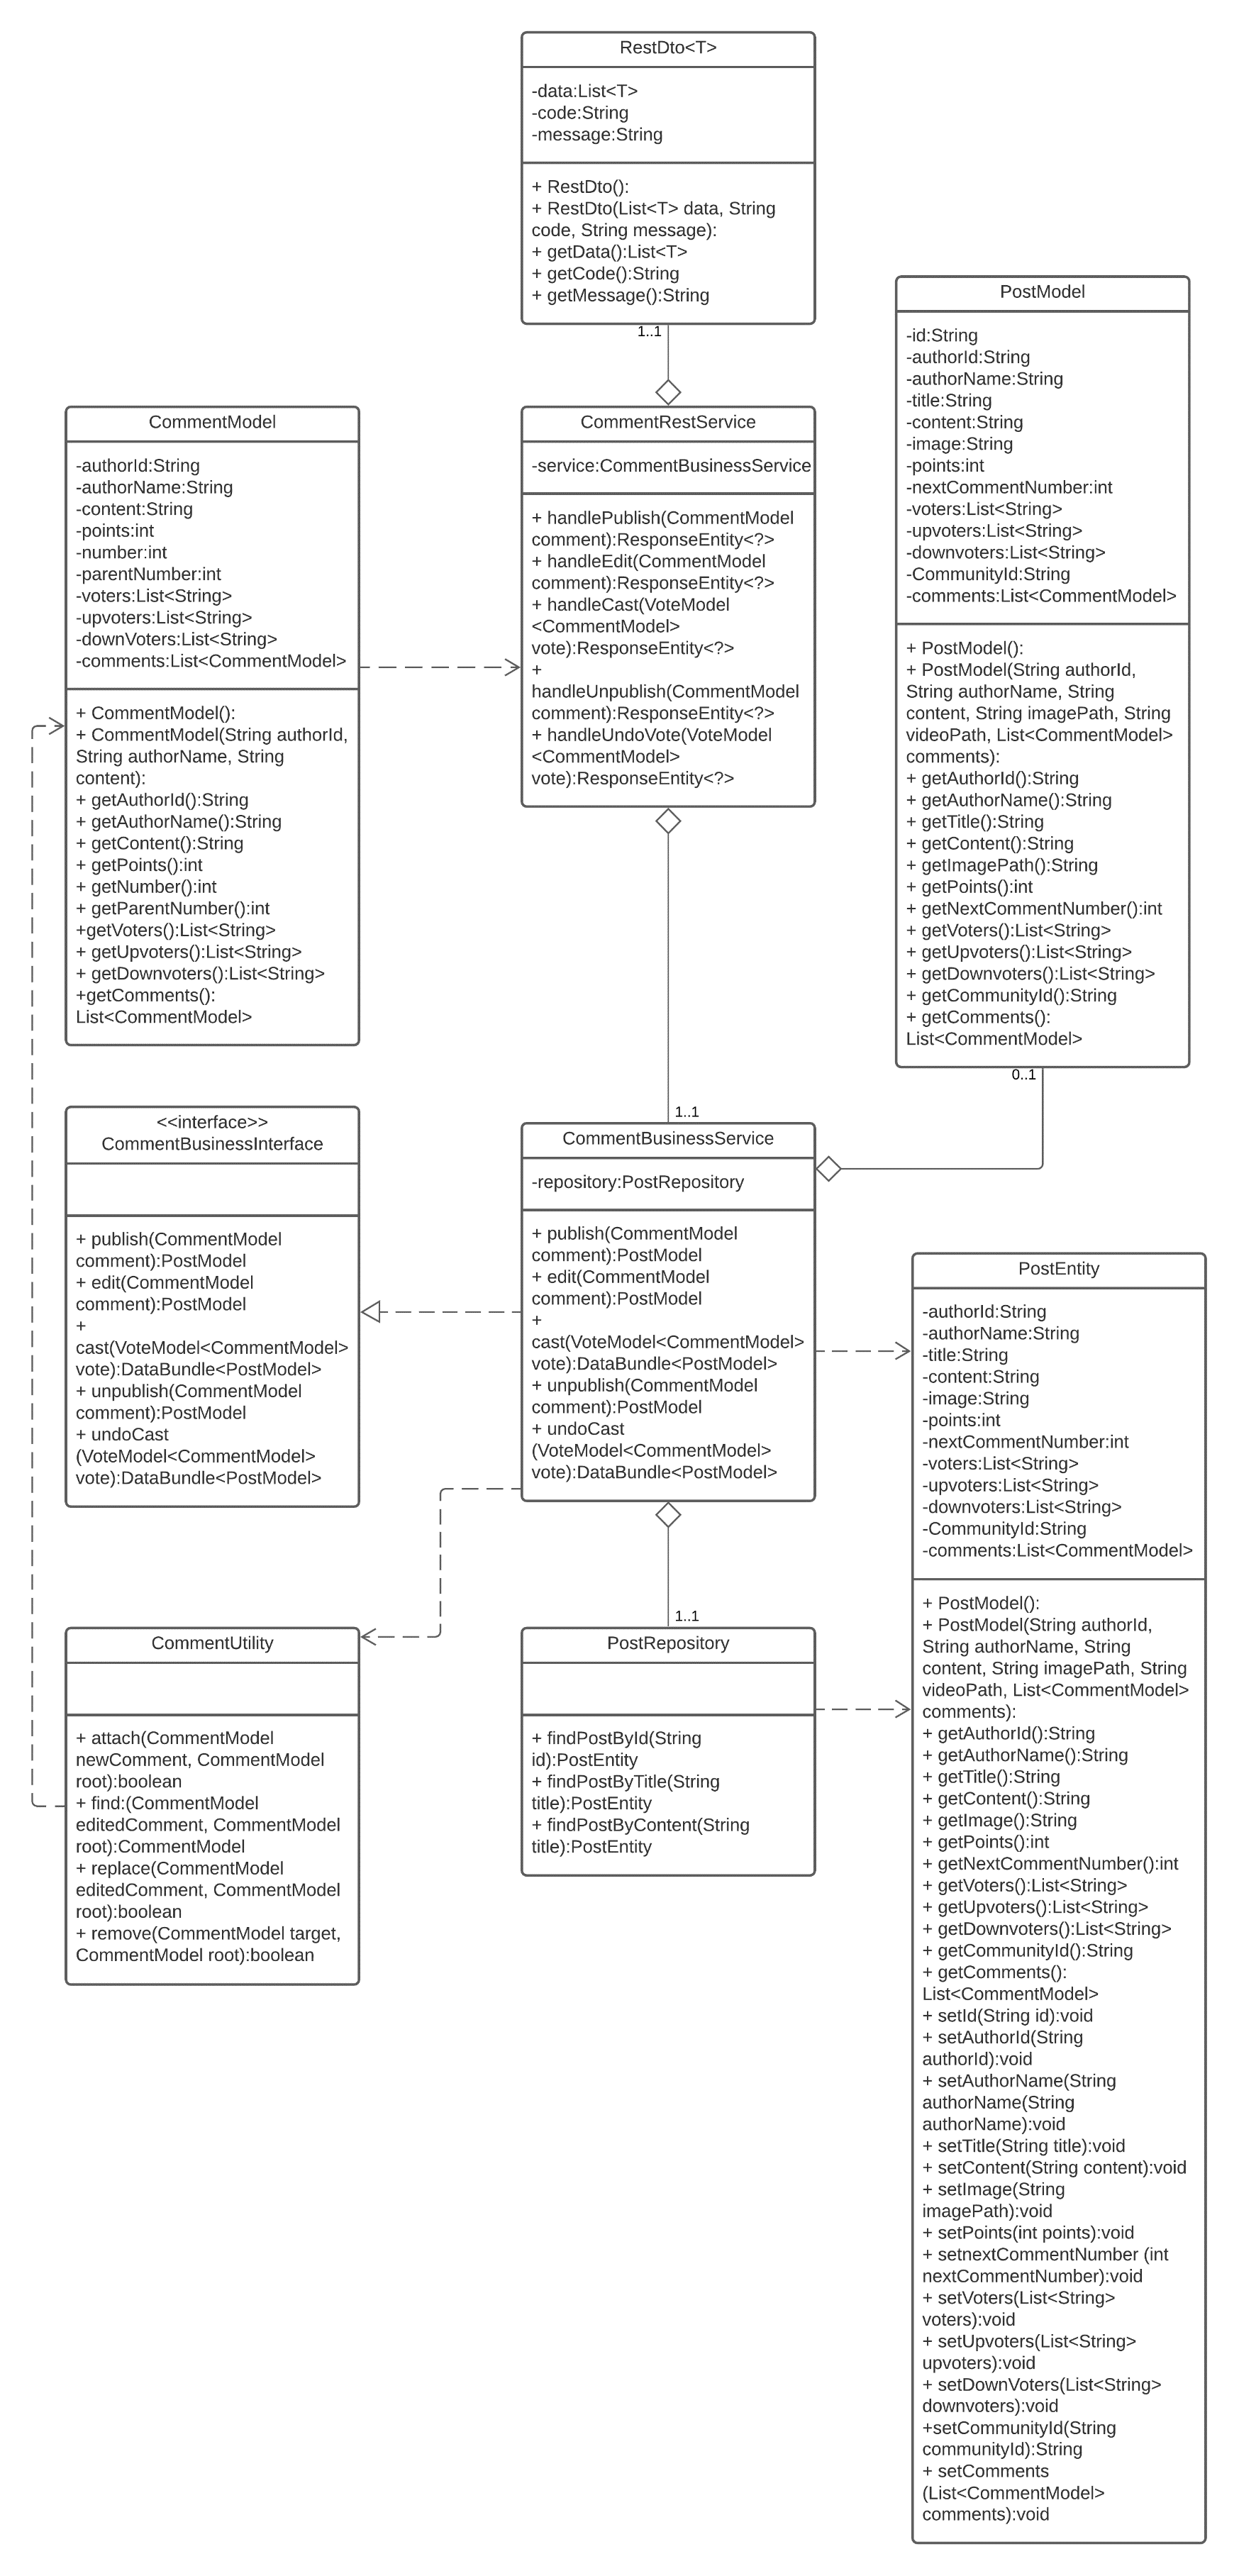 RestDto<T>
-data:List<T>
-code:String
-message:String
+ RestDto():
+ RestDto(List<T> data, String
code, String message):
+ getData():List<T>
+ getCode():String
+ getMessage():String
1..1
PostModel
-id:String
-authorId:String
-authorName:String
-title:String
-content:String
-image:String
-points:int
-nextCommentNumber:int
-voters:List<String>
-upvoters:List<String>
-downvoters:List<String>
-CommunityId:String
-comments:List<CommentModel>
+ PostModel():
+ PostModel(String authorId,
String authorName, String
content, String imagePath, String
videoPath, List<CommentModel>
comments):
+ getAuthorId():String
+ getAuthorName():String
+ getTitle():String
+ getContent():String
+ getImagePath():String
+ getPoints():int
+ getNextCommentNumber():int
+ getVoters():List<String>
+ getUpvoters():List<String>
+ getDownvoters():List<String>
+ getCommunityId():String
+ getComments():
List<CommentModel>
0..1
CommentModel
-authorId:String
-authorName:String
-content:String
-points:int
-number:int
-parentNumber:int
-voters:List<String>
-upvoters:List<String>
-downVoters:List<String>
-comments:List<CommentModel>
+ CommentModel():
+ CommentModel(String authorId,
String authorName, String
content):
+ getAuthorId():String
+ getAuthorName():String
+ getContent():String
+ getPoints():int
+ getNumber():int
+ getParentNumber():int
+getVoters():List<String>
+ getUpvoters():List<String>
+ getDownvoters():List<String>
+getComments():
List<CommentModel>
CommentRestService
-service:CommentBusinessService
+ handlePublish(CommentModel
comment):ResponseEntity<?>
+ handleEdit(CommentModel
comment):ResponseEntity<?>
+ handleCast(VoteModel
<CommentModel>
vote):ResponseEntity<?>
+
handleUnpublish(CommentModel
comment):ResponseEntity<?>
+ handleUndoVote(VoteModel
<CommentModel>
vote):ResponseEntity<?>
1..1
<<interface>>
CommentBusinessInterface
+ publish(CommentModel
comment):PostModel
+ edit(CommentModel
comment):PostModel
+
cast(VoteModel<CommentModel>
vote):DataBundle<PostModel>
+ unpublish(CommentModel
comment):PostModel
+ undoCast
(VoteModel<CommentModel>
vote):DataBundle<PostModel>
CommentBusinessService
-repository:PostRepository
+ publish(CommentModel
comment):PostModel
+ edit(CommentModel
comment):PostModel
+
cast(VoteModel<CommentModel>
vote):DataBundle<PostModel>
+ unpublish(CommentModel
comment):PostModel
+ undoCast
(VoteModel<CommentModel>
vote):DataBundle<PostModel>
1..1
PostEntity
-authorId:String
-authorName:String
-title:String
-content:String
-image:String
-points:int
-nextCommentNumber:int
-voters:List<String>
-upvoters:List<String>
-downvoters:List<String>
-CommunityId:String
-comments:List<CommentModel>
+ PostModel():
+ PostModel(String authorId,
String authorName, String
content, String imagePath, String
videoPath, List<CommentModel>
comments):
+ getAuthorId():String
+ getAuthorName():String
+ getTitle():String
+ getContent():String
+ getImage():String
+ getPoints():int
+ getNextCommentNumber():int
+ getVoters():List<String>
+ getUpvoters():List<String>
+ getDownvoters():List<String>
+ getCommunityId():String
+ getComments():
List<CommentModel>
+ setId(String id):void
+ setAuthorId(String
authorId):void
+ setAuthorName(String
authorName(String
authorName):void
+ setTitle(String title):void
+ setContent(String content):void
+ setImage(String
imagePath):void
+ setPoints(int points):void
+ setnextCommentNumber (int
nextCommentNumber):void
+ setVoters(List<String>
voters):void
+ setUpvoters(List<String>
upvoters):void
+ setDownVoters(List<String>
downvoters):void
+setCommunityId(String
communityId):String
+ setComments
(List<CommentModel>
comments):void
CommentUtility
+ attach(CommentModel
newComment, CommentModel
root):boolean
+ find:(CommentModel
editedComment, CommentModel
root):CommentModel
+ replace(CommentModel
editedComment, CommentModel
root):boolean
+ remove(CommentModel target,
CommentModel root):boolean
PostRepository
+ findPostById(String
id):PostEntity
+ findPostByTitle(String
title):PostEntity
+ findPostByContent(String
title):PostEntity